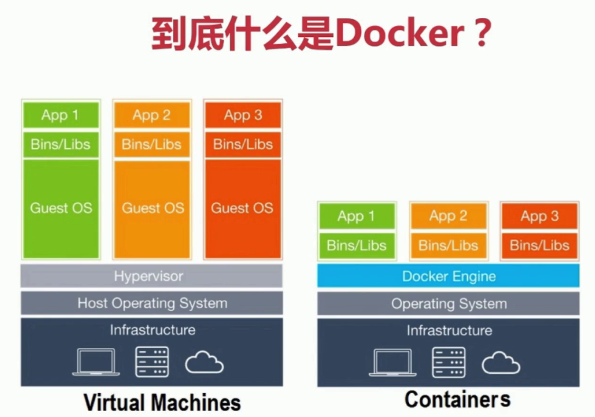 到底什么是Docker？
App 1 App 2 App 3
Bins/Libs Bins/Libs Bins/Libs
Guest OS Guest OS Guest OS
Hypervisor
Host Operating System
Infrastructure
Virtual Machines
App 1 App 2 App 3
Bins/Libs Bins/Libs Bins/Libs
Docker Engine
Operating System
Infrastructure
Containers